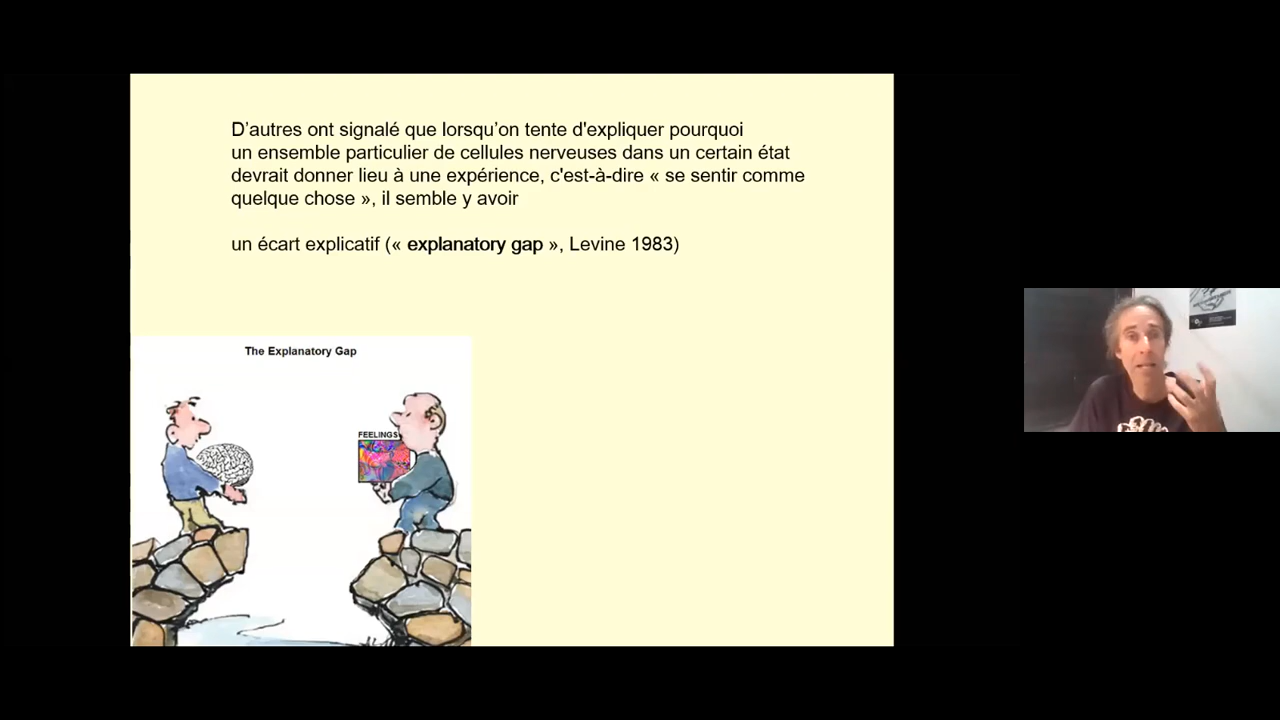 D’autres ont signalé que lorsqu’on tente d'expliquer pourquoi
un ensemble particulier de cellules nerveuses dans un certain état
devrait donner lieu à une expérience, c'est-à-dire « se sentir comme
quelque chose », il semble y avoir
un écart explicatif (« explanatory gap », Levine 1983)
The Explanatory Gap
FEELINGS